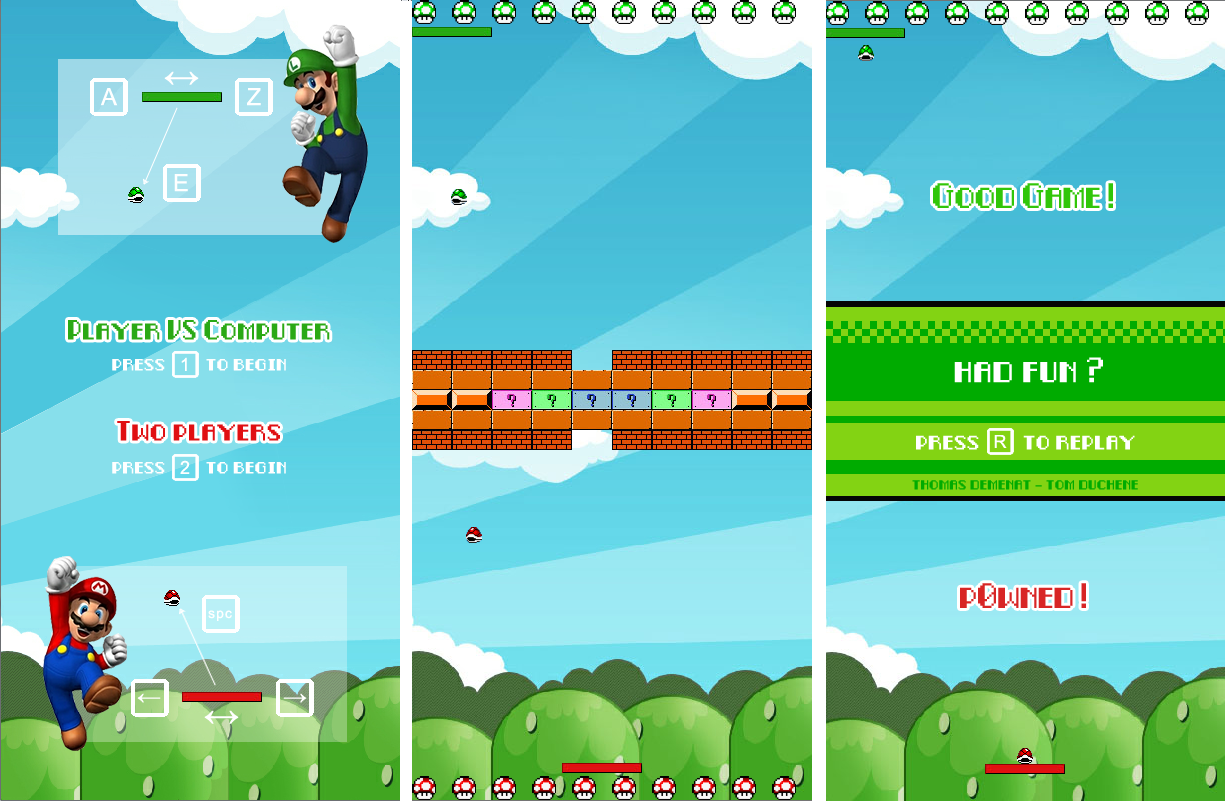 L
A
Z
E
PLAYER VS COMPUTER
PRESS 1 TO BEGIN
TWO PLAYERS
PRESS 2 TO BEGIN
M
spc
? ? ? ? ? ?
GOOD GAME!
HAD FUN ?
PRESS R TO REPLAY
THOMAS DEMENAT - TOM DUCHENE
P0WNED!